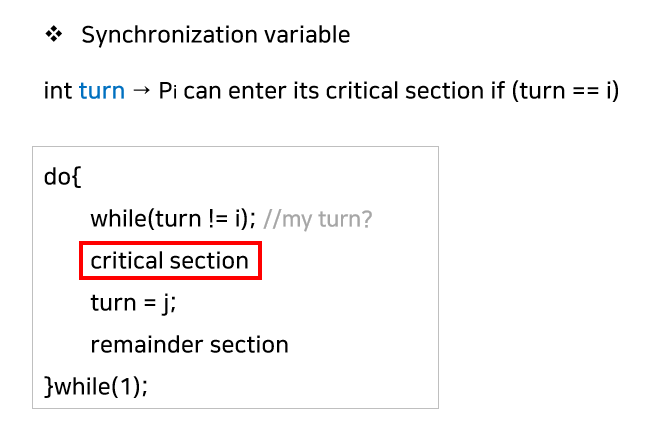 ❖ Synchronization variable
int turn → Pi can enter its critical section if (turn == i)
do{
while(turn != i); //my turn?
critical section
turn = j;
remainder section
}while(1);